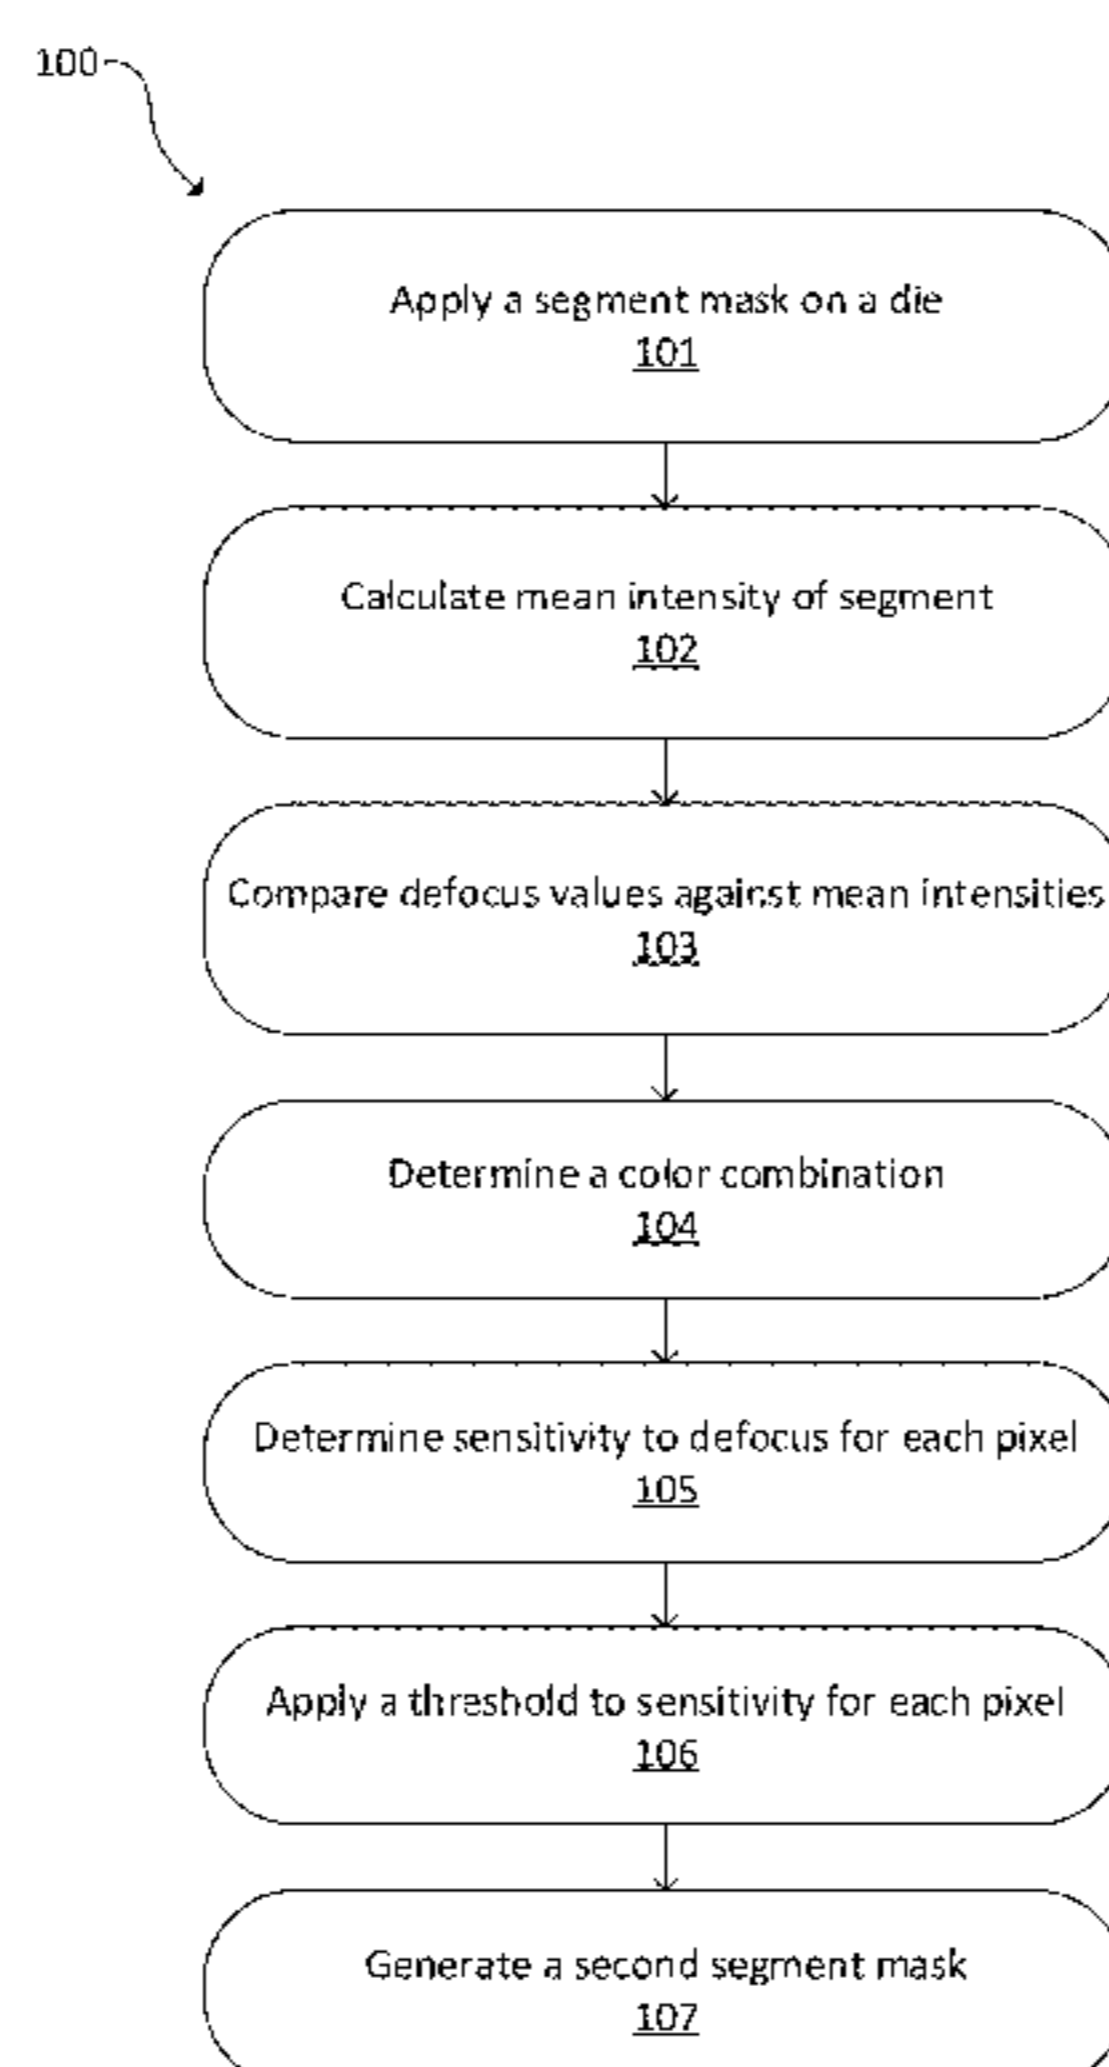 100
Apply a segment mask on a die
101
Calculate mean intensity of segment
102
Compare defocus values against mean intensities
103
Determine a color combination
104
Determine sensitivity to defocus for each pixel
105
Apply a threshold to sensitivity for each pixel
106
Generate a second segment mask
107